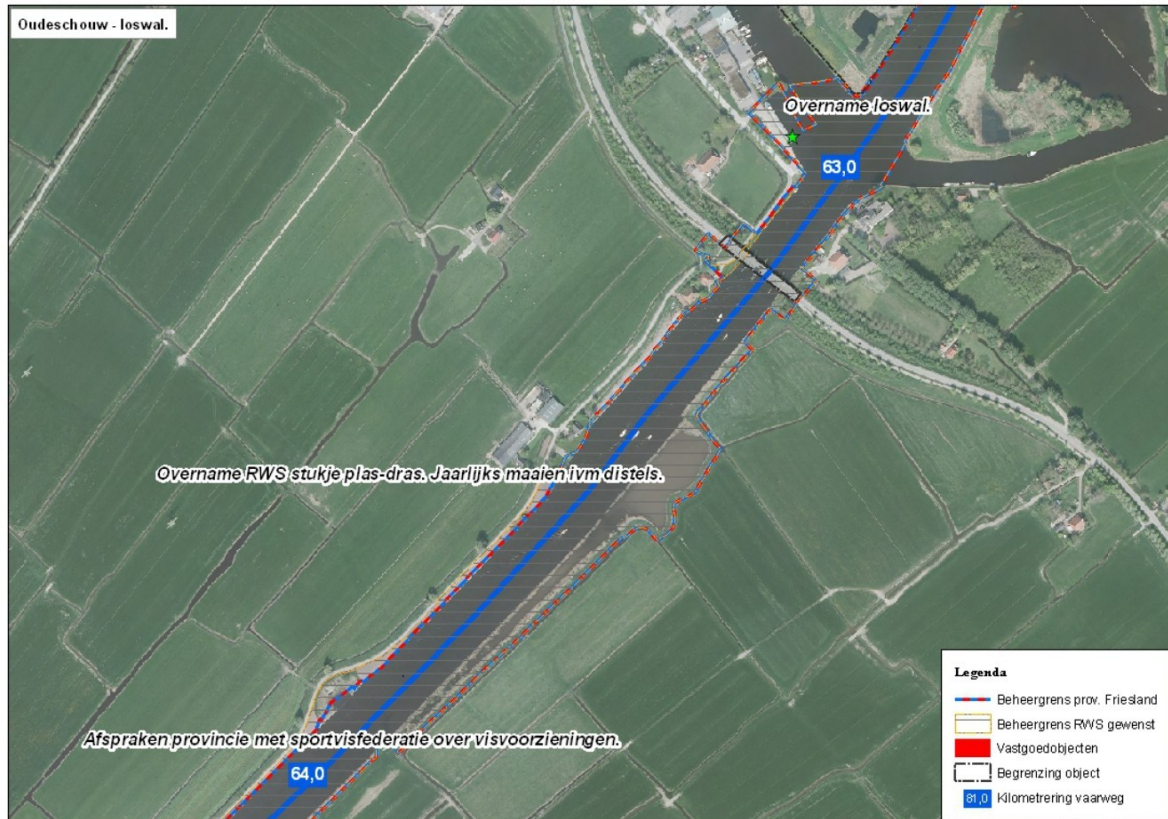 Oudeschouw - loswal.
Overname loswal.
63,0
Overname RWS stukje plas-dras. Jaarlijks maaien ivm distels.
Afspraken provincie met sportvisfederatie over visvoorzieningen.
64,0
Legenda
Beheergrens prov. Friesland
Beheergrens RWS gewenst
Vastgoedobjecten
Begrenzing object
81,0 Kilometrering vaarweg